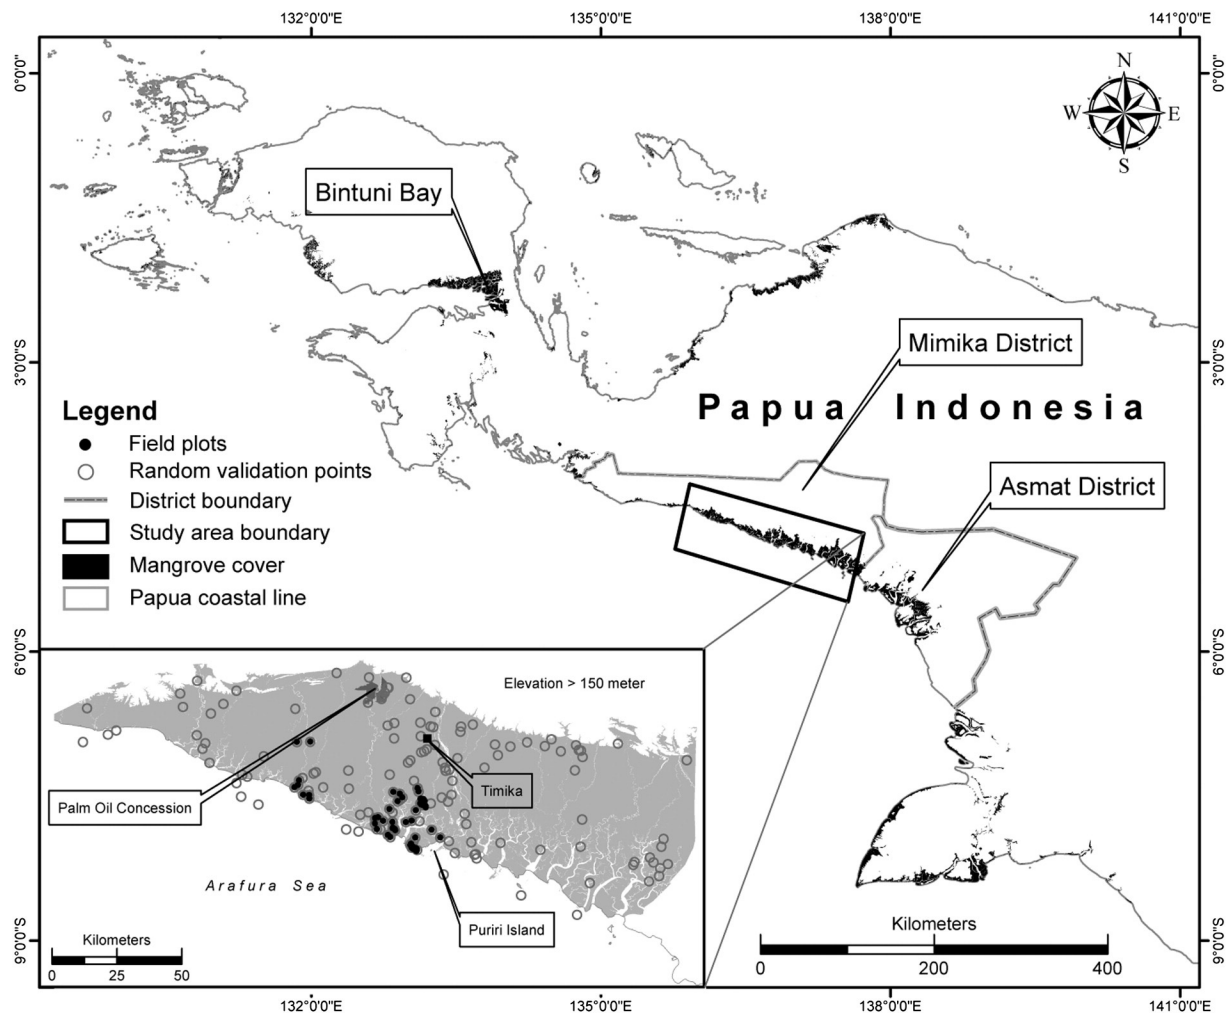 132°0'0"E
135°0'0"E
138°0'0"E
141°0'0"E
0°0'0"
0°0'0"
N
W
E
S
Bintuni Bay
Mimika District
3°0'0"S
3°0'0"S
Papua Indonesia
Asmat District
Legend
Field plots
Random validation points
District boundary
Study area boundary
Mangrove cover
Papua coastal line
6°0'0"S
6°0'0"S
Elevation > 150 meter
Palm Oil Concession
Timika
Arafura Sea
Puriri Island
Kilometers
0 25 50
Kilometers
0 200 400
9°0'0"S
9°0'0"S
132°0'0"E
135°0'0"E
138°0'0"E
141°0'0"E